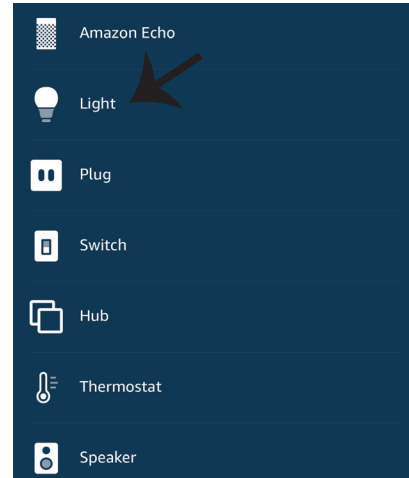 Amazon Echo
Light
Plug
Switch
Hub
Thermostat
Speaker